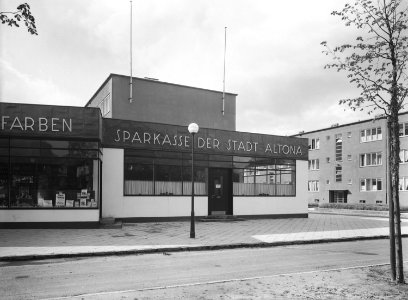 FARBEN
SPARKASSE DER STADT ALTONA